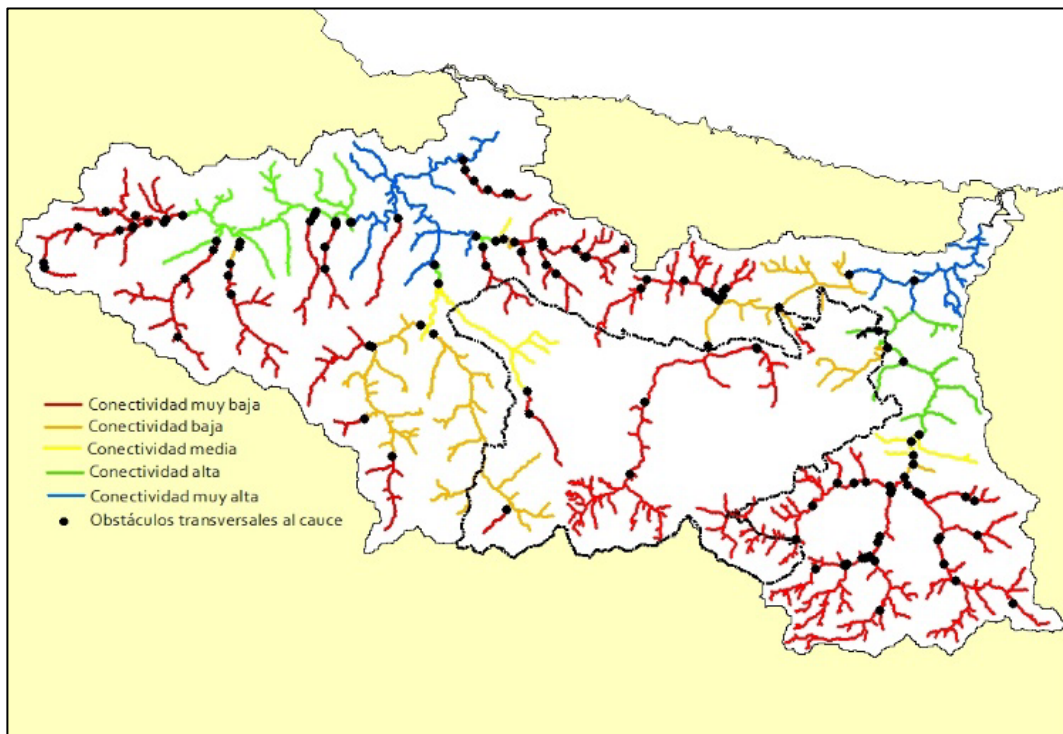 Conectividad muy baja
Conectividad baja
Conectividad media
Conectividad alta
Conectividad muy alta
Obstáculos transversales al cauce